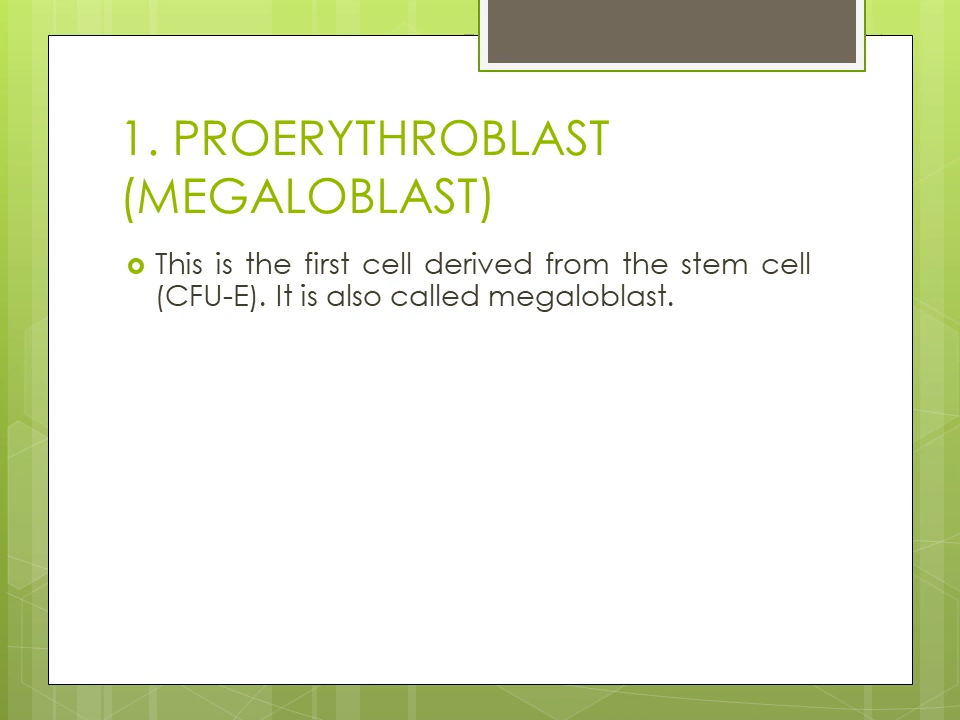 1. PROERYTHROBLAST
(MEGALOBLAST)
This is the first cell derived from the stem cell
(CFU-E). It is also called megaloblast.